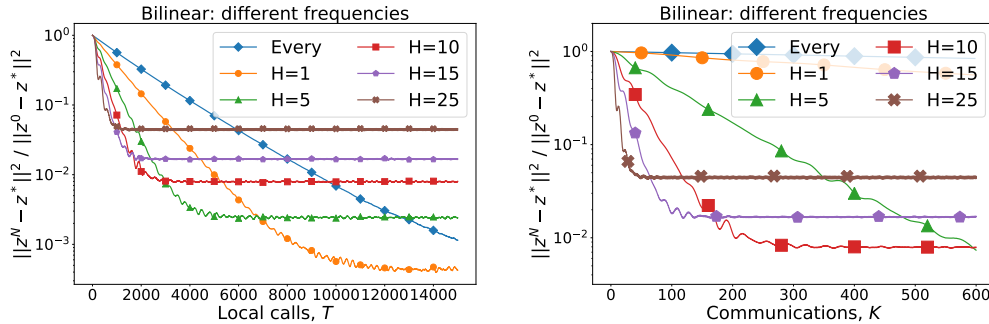 Bilinear: different frequencies
||z^N − z^*||^2 / ||z^0 − z^*||^2
10^0
10^{-1}
10^{-2}
10^{-3}
Every
H=1
H=5
H=10
H=15
H=25
0 2000 4000 6000 8000 10000 12000 14000
Local calls, T
Bilinear: different frequencies
||z^N − z^*||^2 / ||z^0 − z^*||^2
10^0
10^{-1}
10^{-2}
Every
H=1
H=5
H=10
H=15
H=25
0 100 200 300 400 500 600
Communications, K